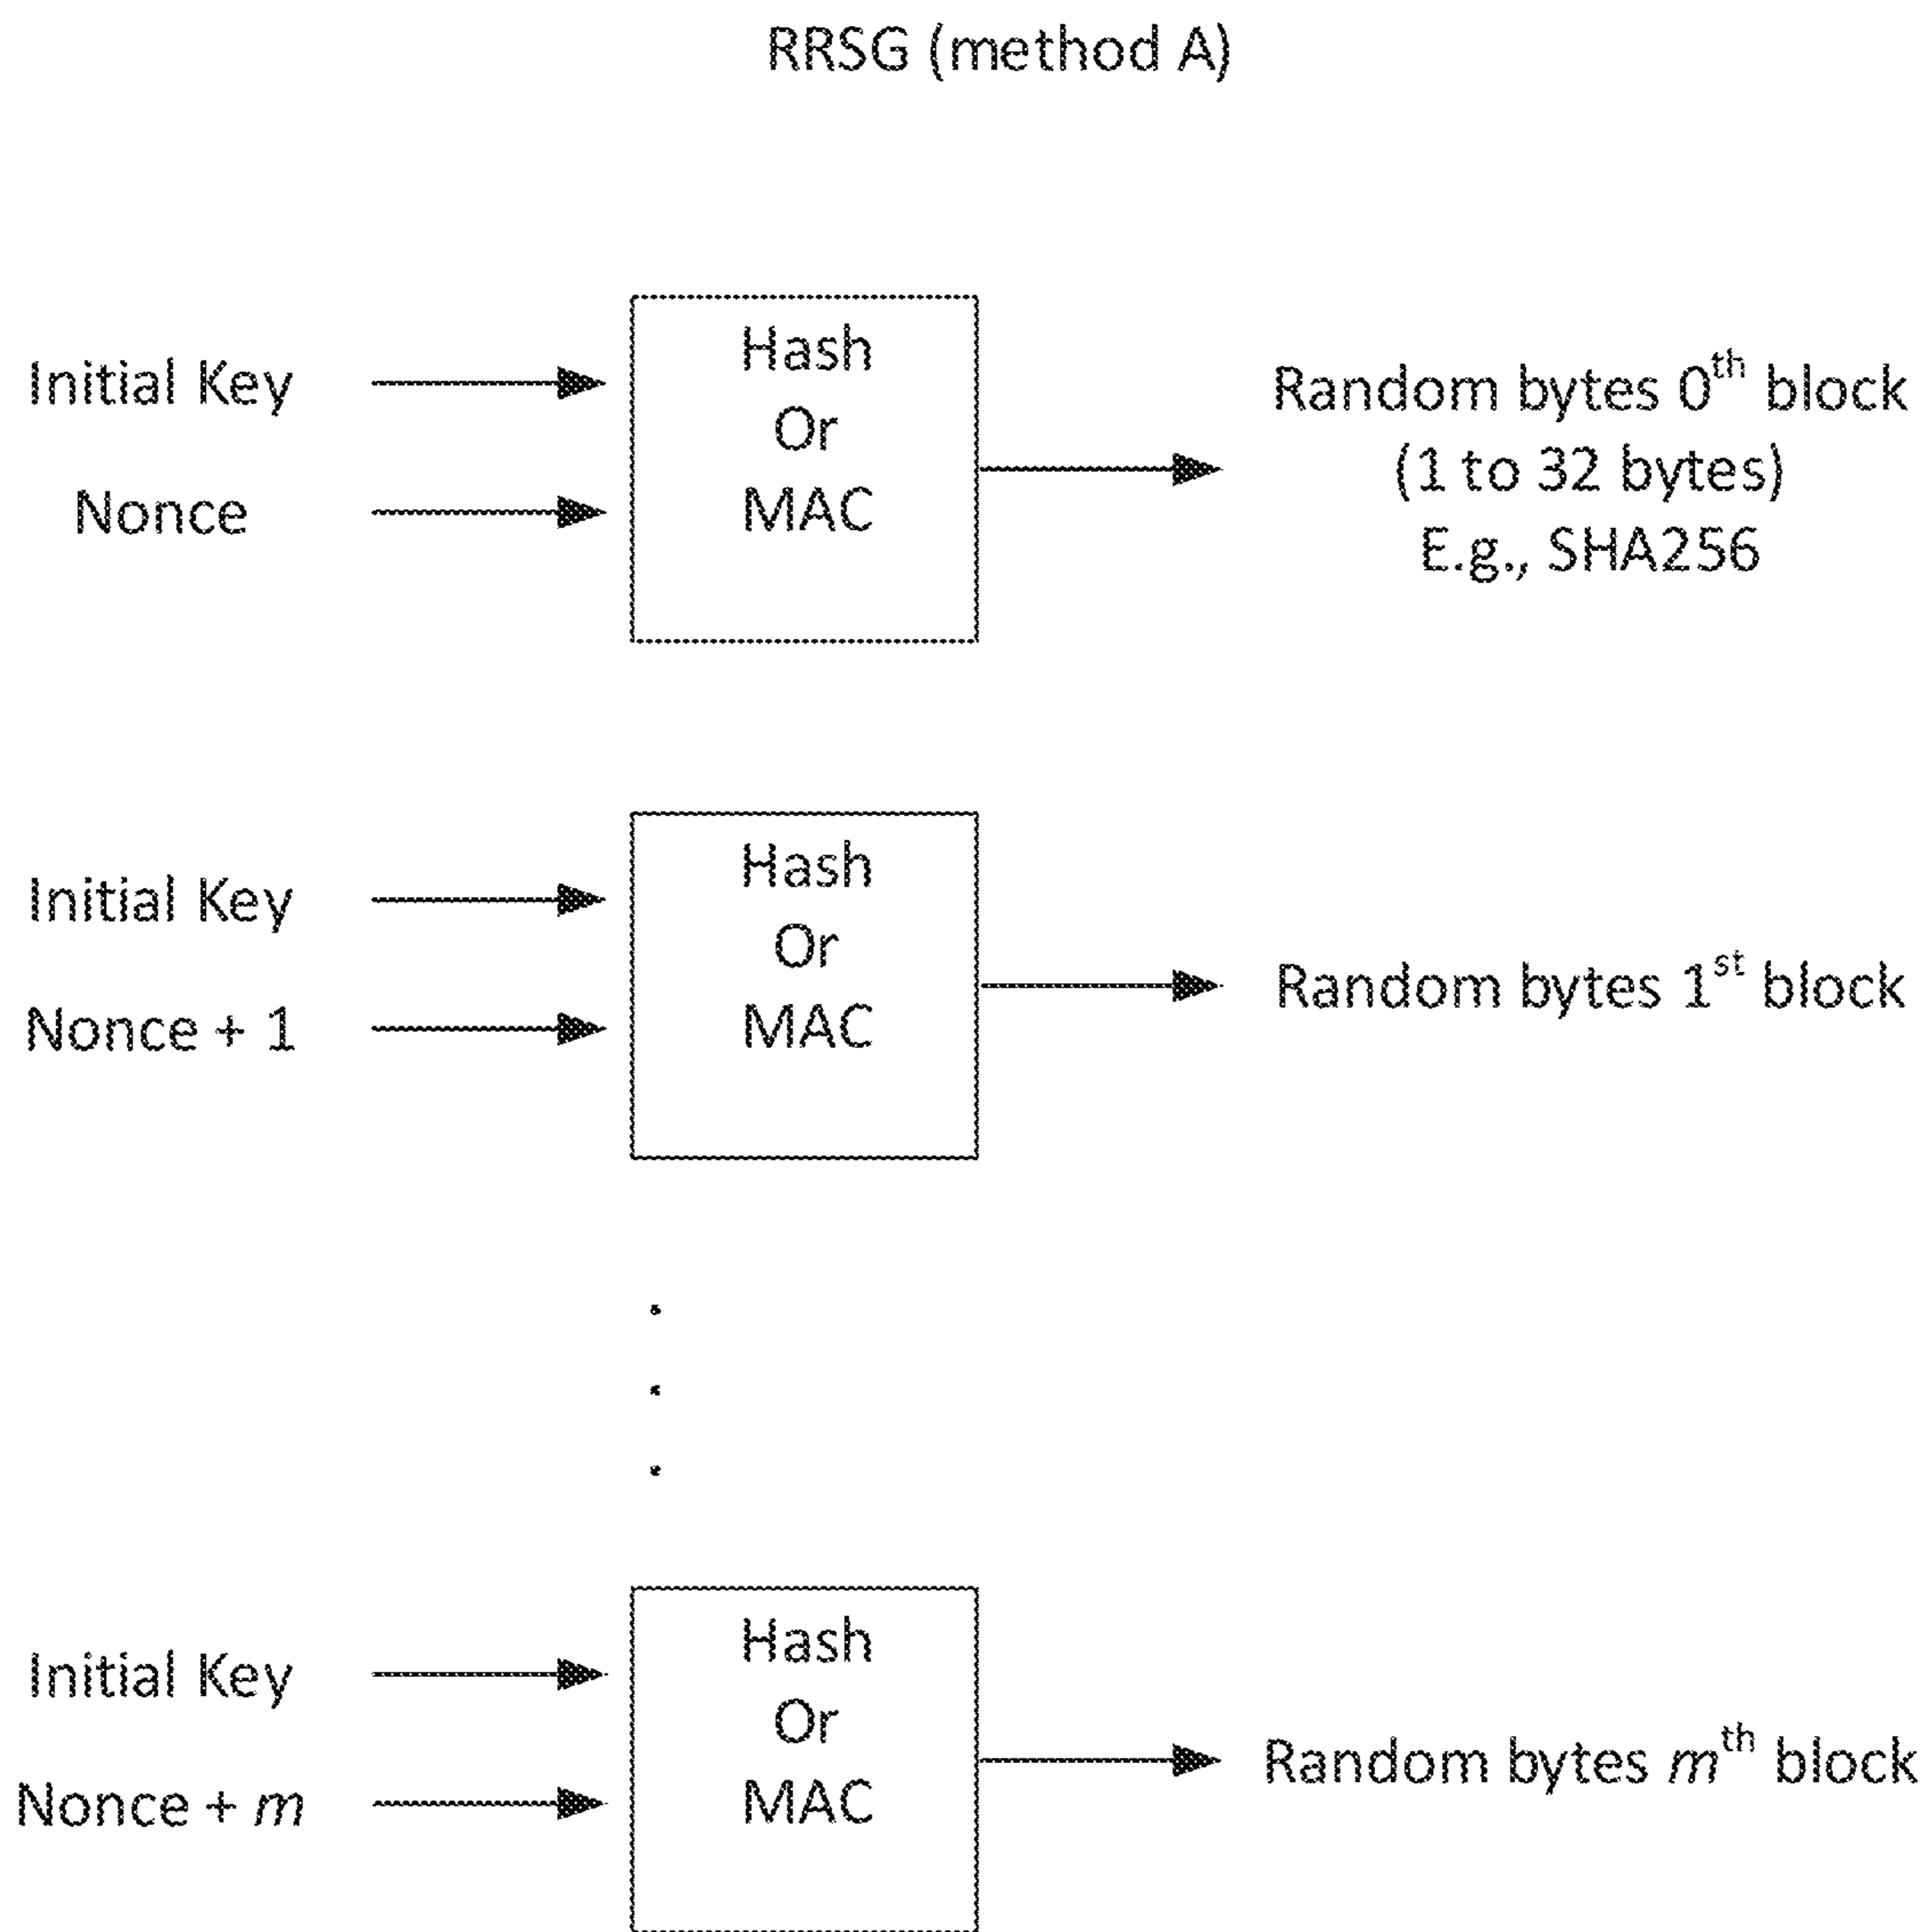 RRSG (method A)
Initial Key
Nonce
Hash
Or
MAC
Random bytes 0th block
(1 to 32 bytes)
E.g., SHA256
Initial Key
Nonce + 1
Hash
Or
MAC
Random bytes 1st block
Initial Key
Nonce + m
Hash
Or
MAC
Random bytes mth block